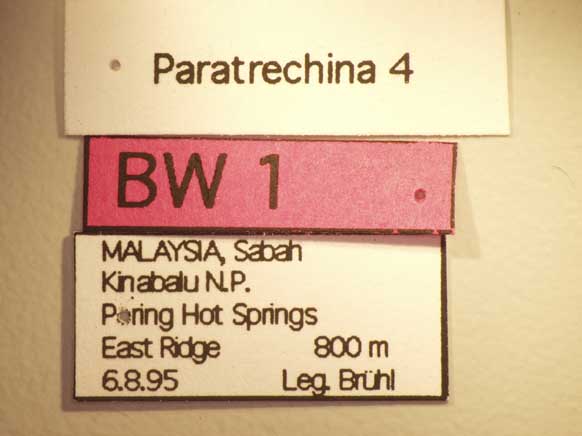 Paratrechina 4
BW 1
MALAYSIA, Sabah
Kinabalu N.P.
Poring Hot Springs
East Ridge 800 m
6.8.95 Leg. Brühl